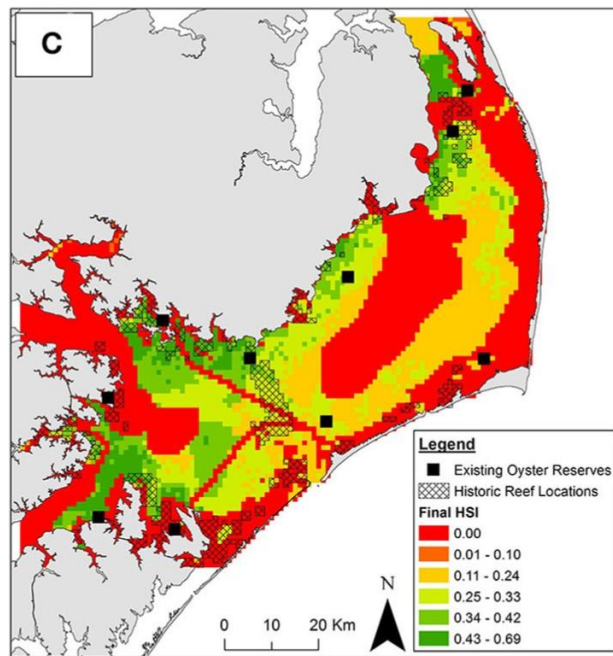 C
Legend
Existing Oyster Reserves
Historic Reef Locations
Final HSI
0.00
0.01 - 0.10
0.11 - 0.24
0.25 - 0.33
0.34 - 0.42
0.43 - 0.69
N
0 10 20 Km